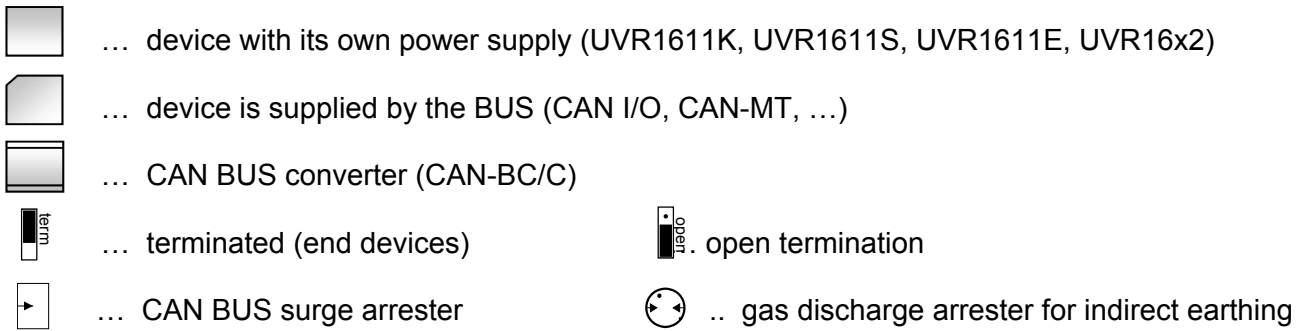 … device with its own power supply (UVR1611K, UVR1611S, UVR1611E, UVR16x2)
… device is supplied by the BUS (CAN I/O, CAN-MT, …)
… CAN BUS converter (CAN-BC/C)
term … terminated (end devices) open . open termination
… CAN BUS surge arrester .. gas discharge arrester for indirect earthing